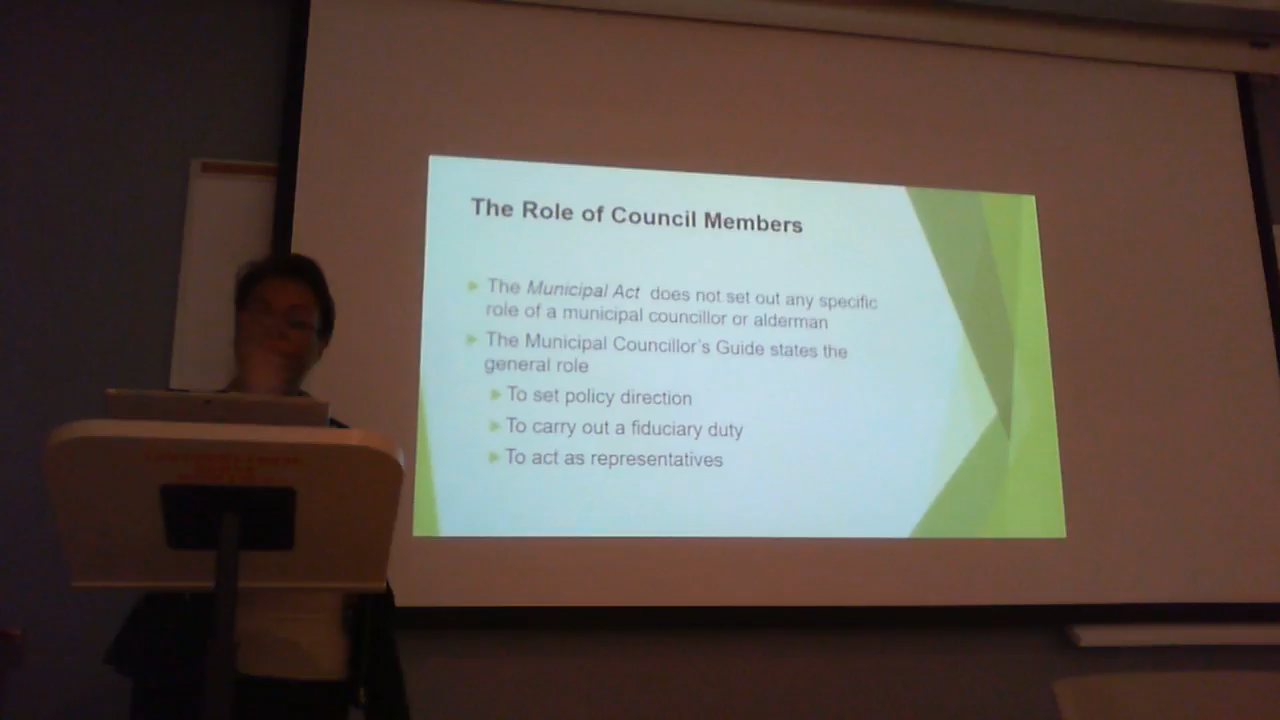 The Role of Council Members
The Municipal Act does not set out any specific
role of a municipal councillor or alderman
The Municipal Councillor's Guide states the
general role
To set policy direction
To carry out a fiduciary duty
To act as representatives